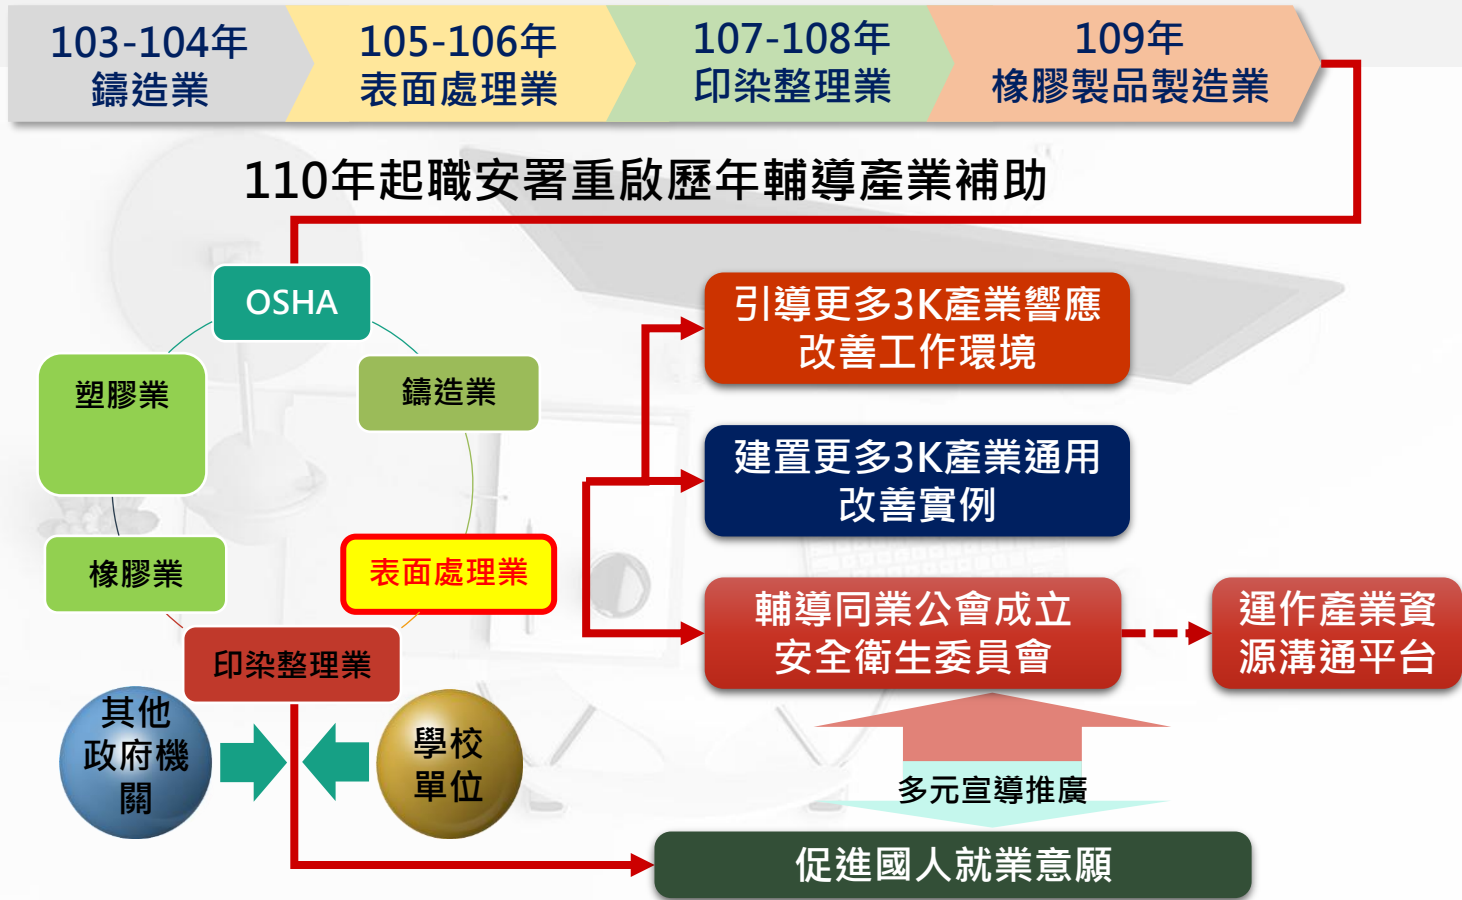 103-104年
鑄造業
105-106年
表面處理業
107-108年
印染整理業
109年
橡膠製品製造業
110年起職安署重啟歷年輔導產業補助
OSHA
塑膠業
鑄造業
橡膠業
表面處理業
印染整理業
其他
政府機
關
學校
單位
引導更多3K產業響應
改善工作環境
建置更多3K產業通用
改善實例
輔導同業公會成立
安全衛生委員會
運作產業資
源溝通平台
多元宣導推廣
促進國人就業意願